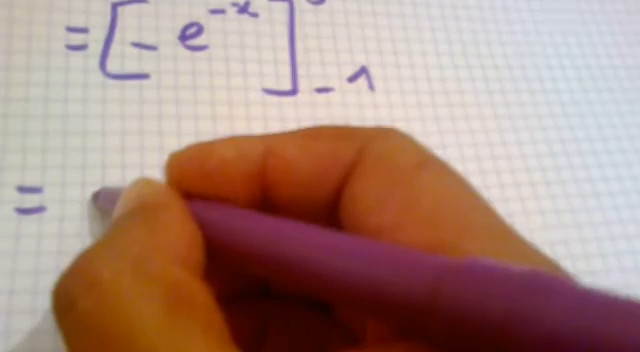 = [- e^{-x}]_{-1}
=